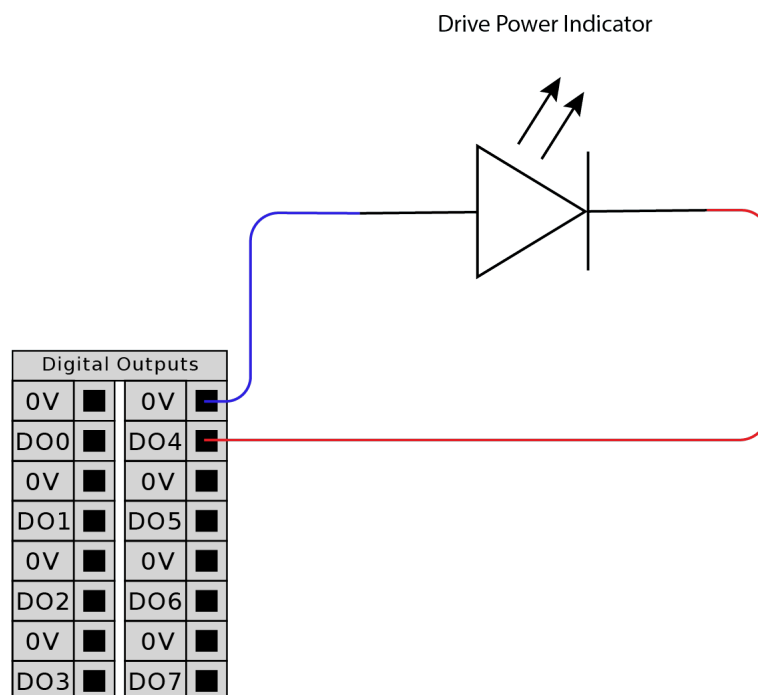 Drive Power Indicator
Digital Outputs
0V 0V
DO0 DO4
0V 0V
DO1 DO5
0V 0V
DO2 DO6
0V 0V
DO3 DO7